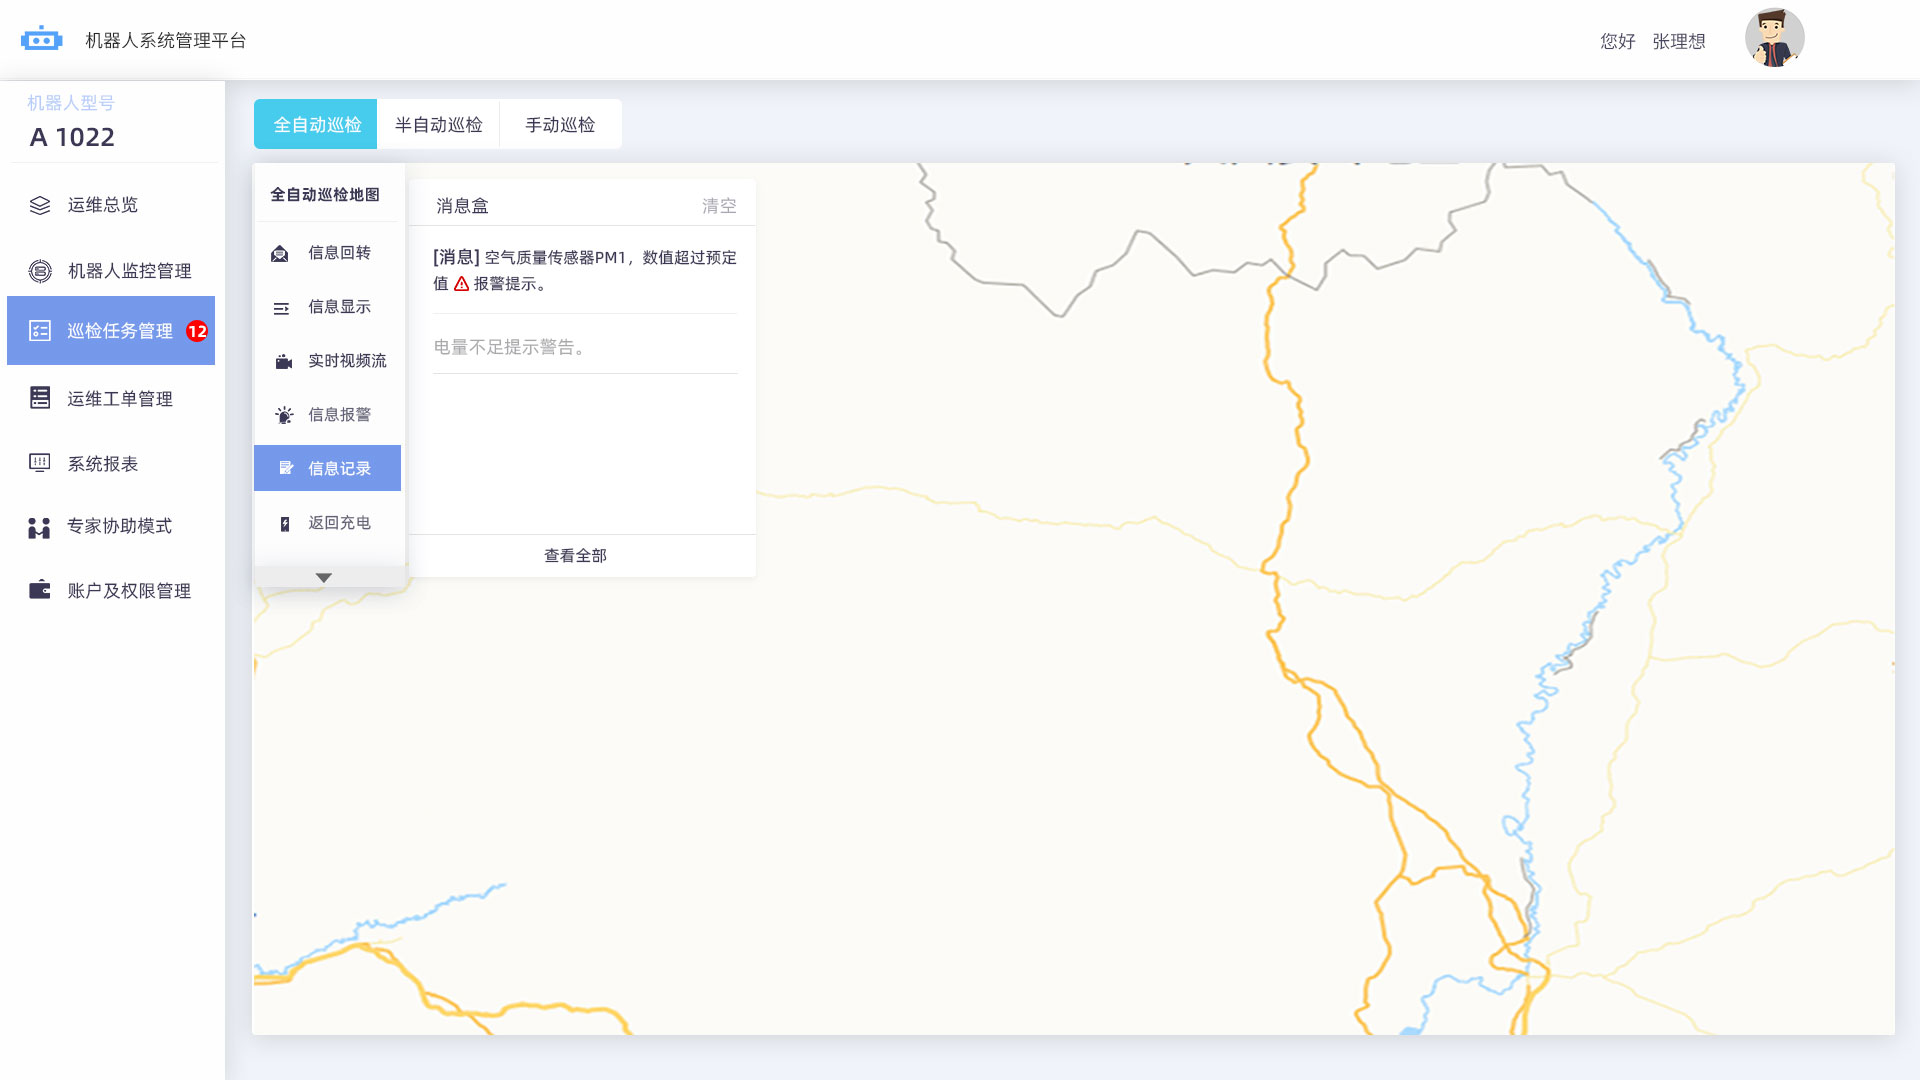 机器人系统管理平台
您好 张理想
机器人型号
A 1022
运维总览
机器人监控管理
巡检任务管理 12
运维工单管理
系统报表
专家协助模式
账户及权限管理
全自动巡检 半自动巡检 手动巡检
全自动巡检地图
信息回转
信息显示
实时视频流
信息报警
信息记录
返回充电
消息盒 清空
[消息] 空气质量传感器PM1，数值超过预定
值 报警提示。
电量不足提示警告。
查看全部